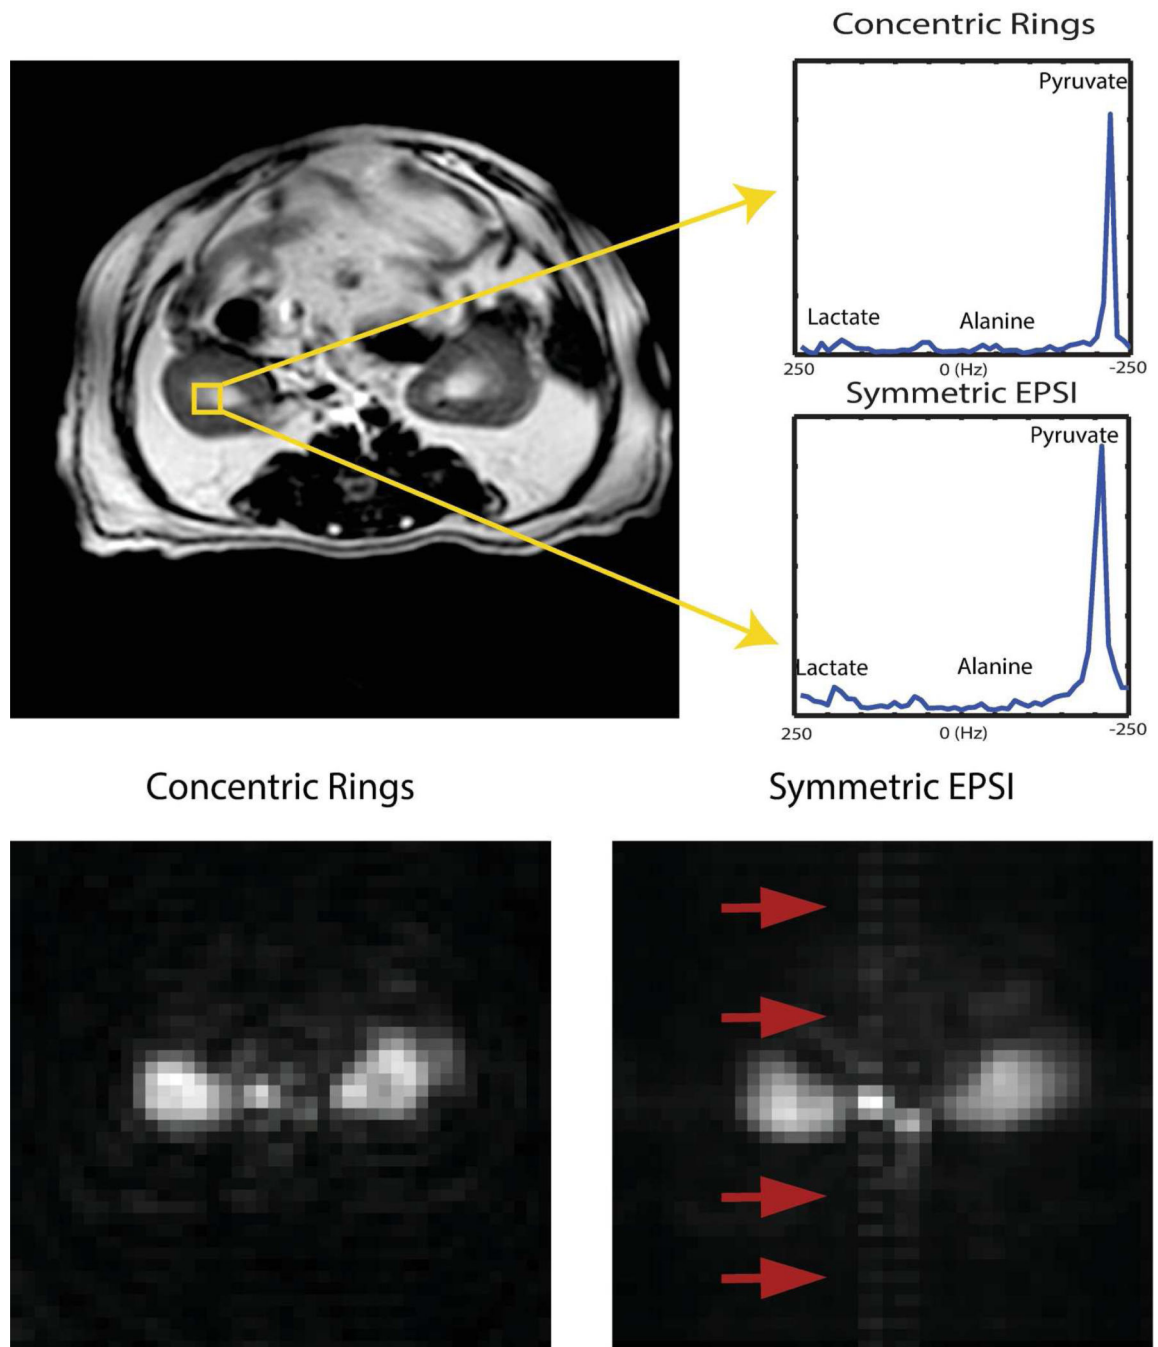 Concentric Rings
Pyruvate
Lactate
Alanine
250
0 (Hz)
-250
Symmetric EPSI
Pyruvate
Lactate
Alanine
250
0 (Hz)
-250
Concentric Rings
Symmetric EPSI